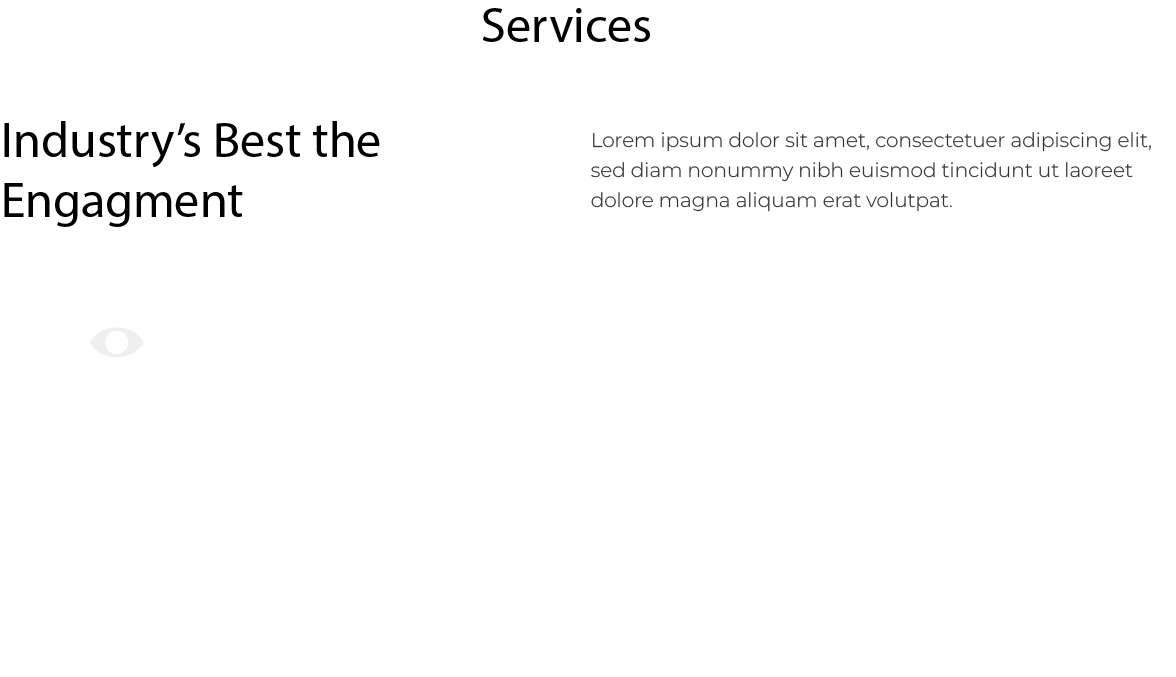 Services
Industry’s Best the
Engagment
Lorem ipsum dolor sit amet, consectetuer adipiscing elit,
sed diam nonummy nibh euismod tincidunt ut laoreet
dolore magna aliquam erat volutpat.